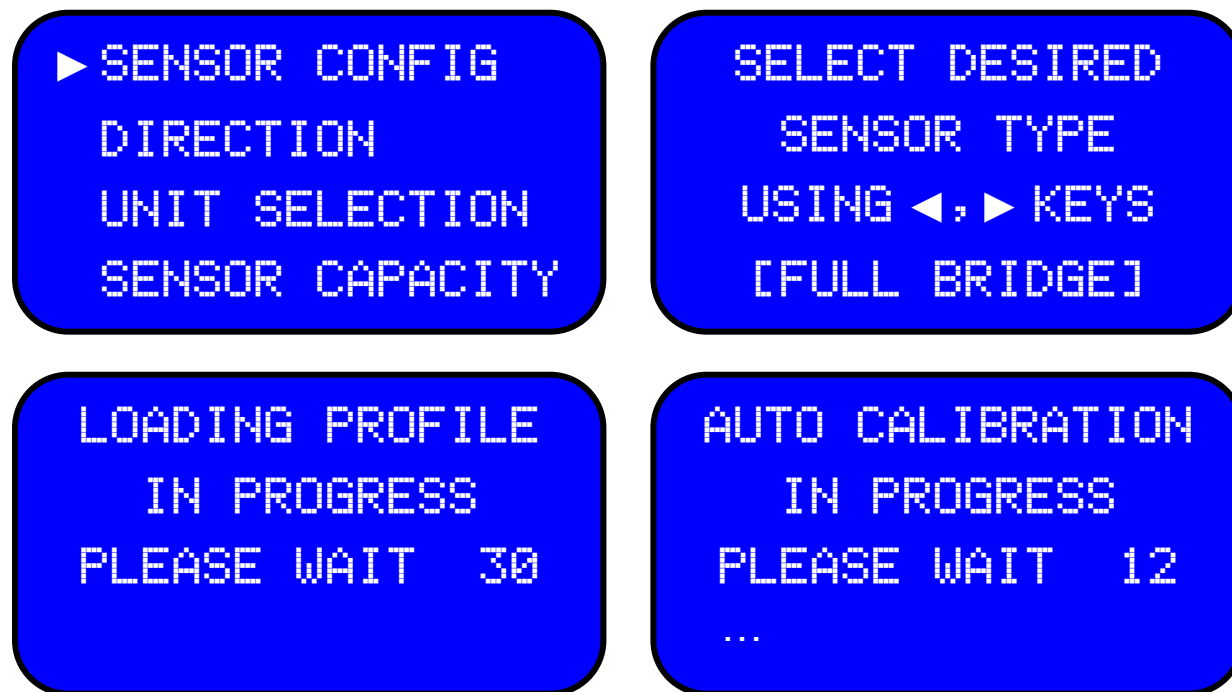 ▶ SENSOR CONFIG
DIRECTION
UNIT SELECTION
SENSOR CAPACITY
SELECT DESIRED
SENSOR TYPE
USING ◀,▶ KEYS
[FULL BRIDGE]
LOADING PROFILE
IN PROGRESS
PLEASE WAIT 30
AUTO CALIBRATION
IN PROGRESS
PLEASE WAIT 12
...